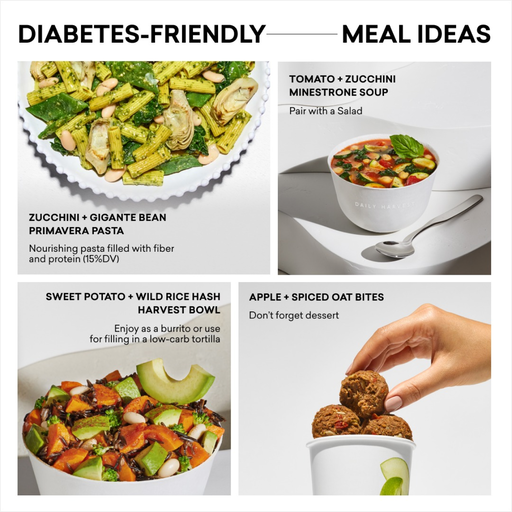 DIABETES-FRIENDLY MEAL IDEAS
ZUCCHINI + GIGANTE BEAN
PRIMAVERA PASTA
Nourishing pasta filled with fiber
and protein (15%DV)
TOMATO + ZUCCHINI
MINESTRONE SOUP
Pair with a Salad
DAILY HARVEST
SWEET POTATO + WILD RICE HASH
HARVEST BOWL
Enjoy as a burrito or use
for filling in a low-carb tortilla
APPLE + SPICED OAT BITES
Don't forget dessert